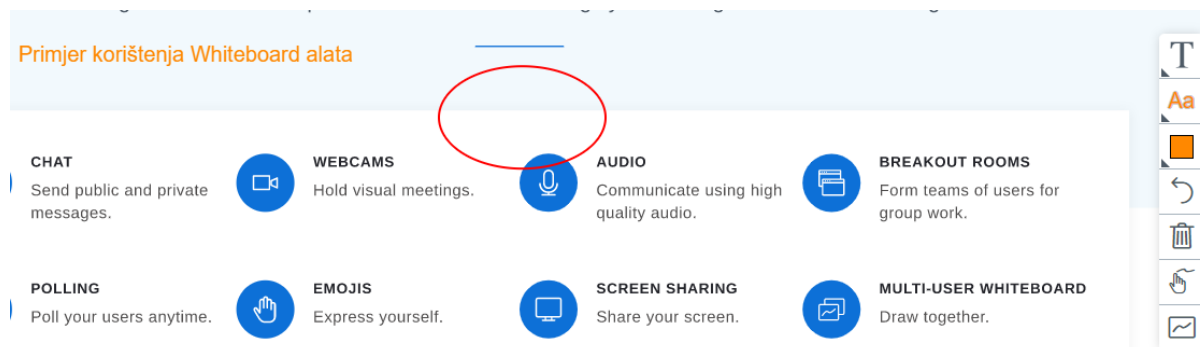 Primjer korištenja Whiteboard alata
T
Aa
CHAT
Send public and private
messages.
WEBCAMS
Hold visual meetings.
AUDIO
Communicate using high
quality audio.
BREAKOUT ROOMS
Form teams of users for
group work.
POLLING
Poll your users anytime.
EMOJIS
Express yourself.
SCREEN SHARING
Share your screen.
MULTI-USER WHITEBOARD
Draw together.